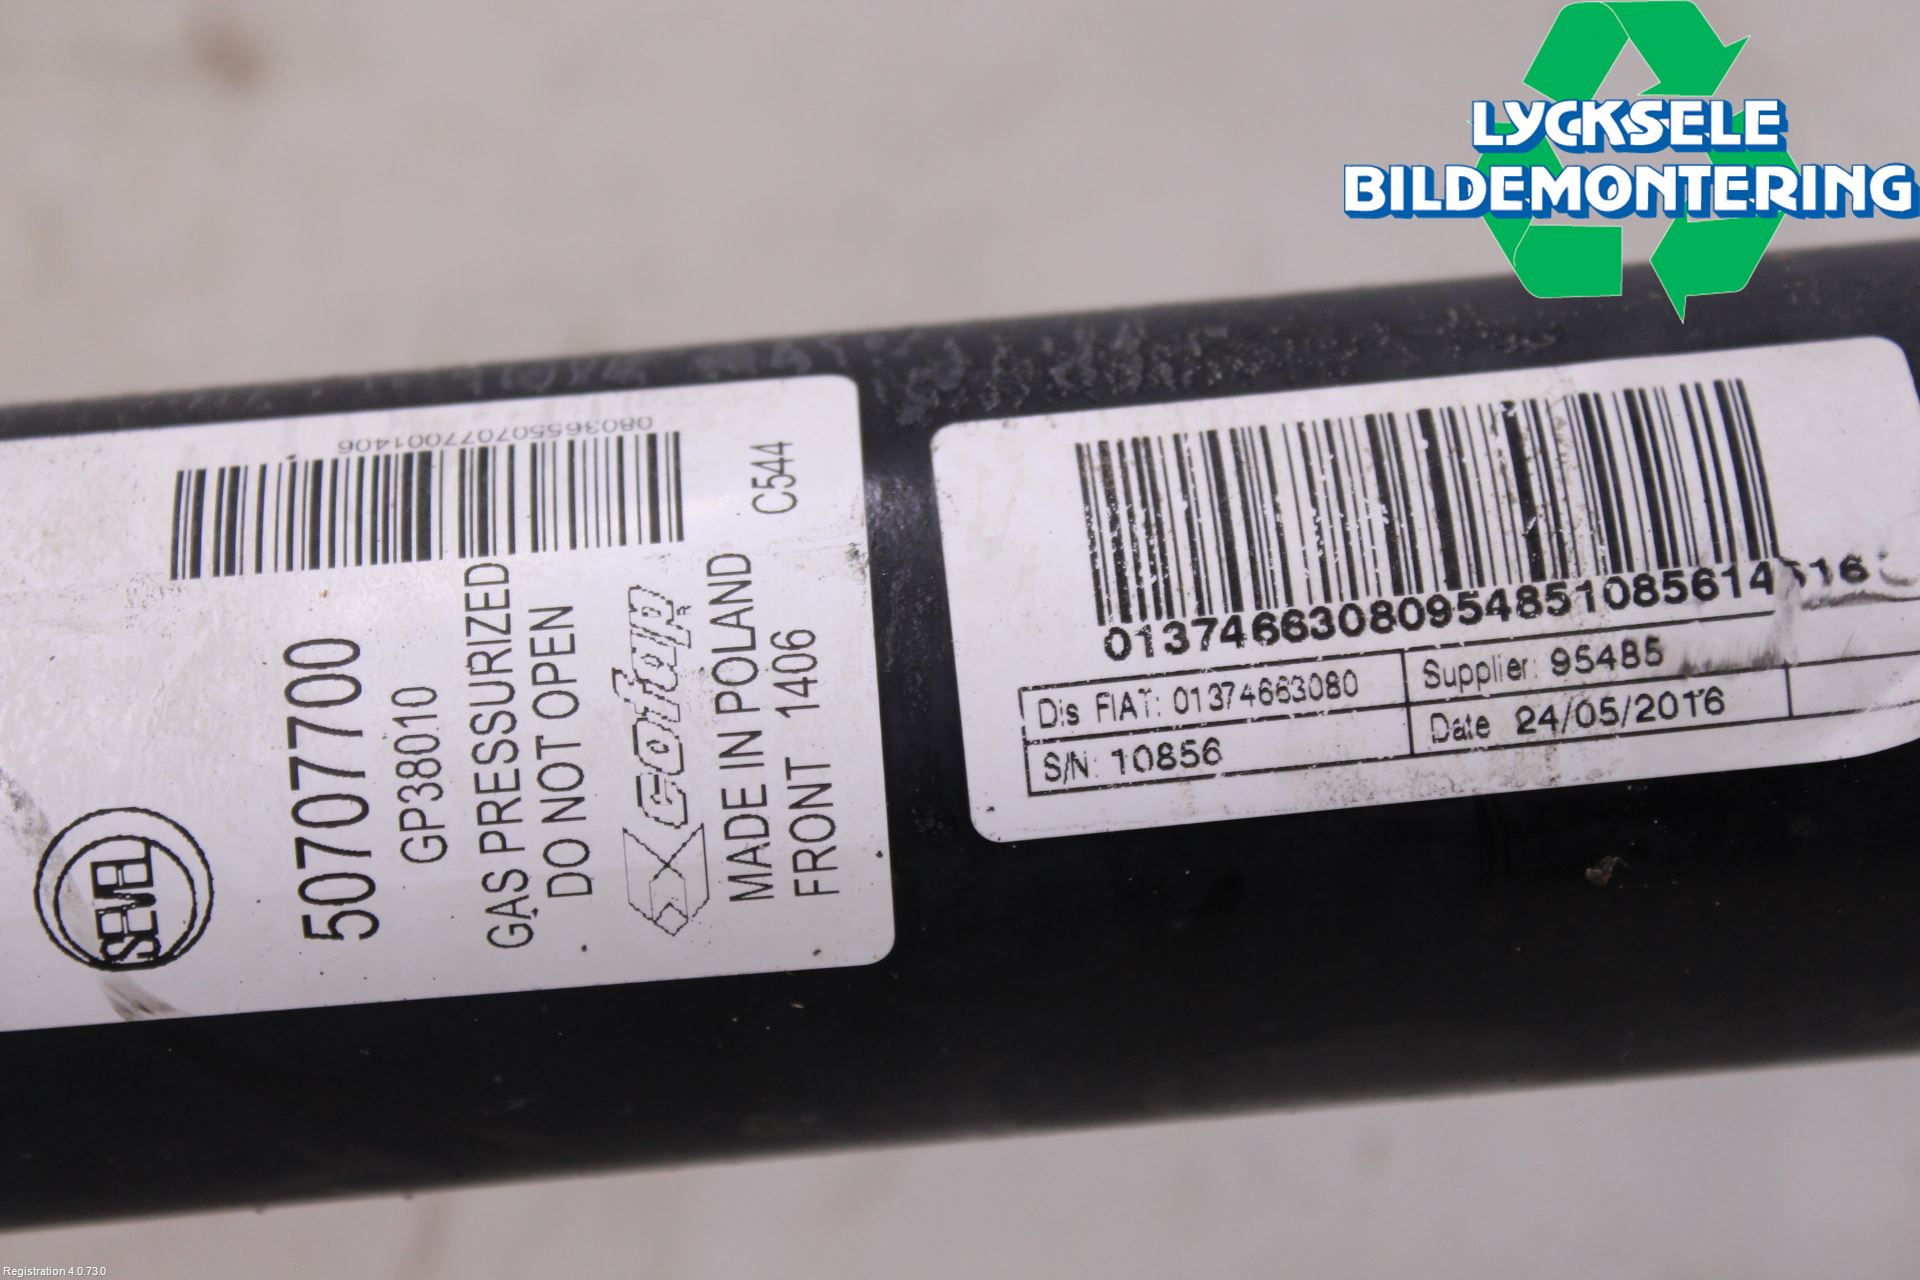 LYCKSELE
BILDEMONTERING
080365507077001406
SEVEL
50707700
GP38010
GAS PRESSURIZED
DO NOT OPEN
cofap
MADE IN POLAND
FRONT 1406
C544
Dis FIAT: 01374663080
Supplier: 95485
S/N: 10856
Date 24/05/2016
Registration 4.0.73.0